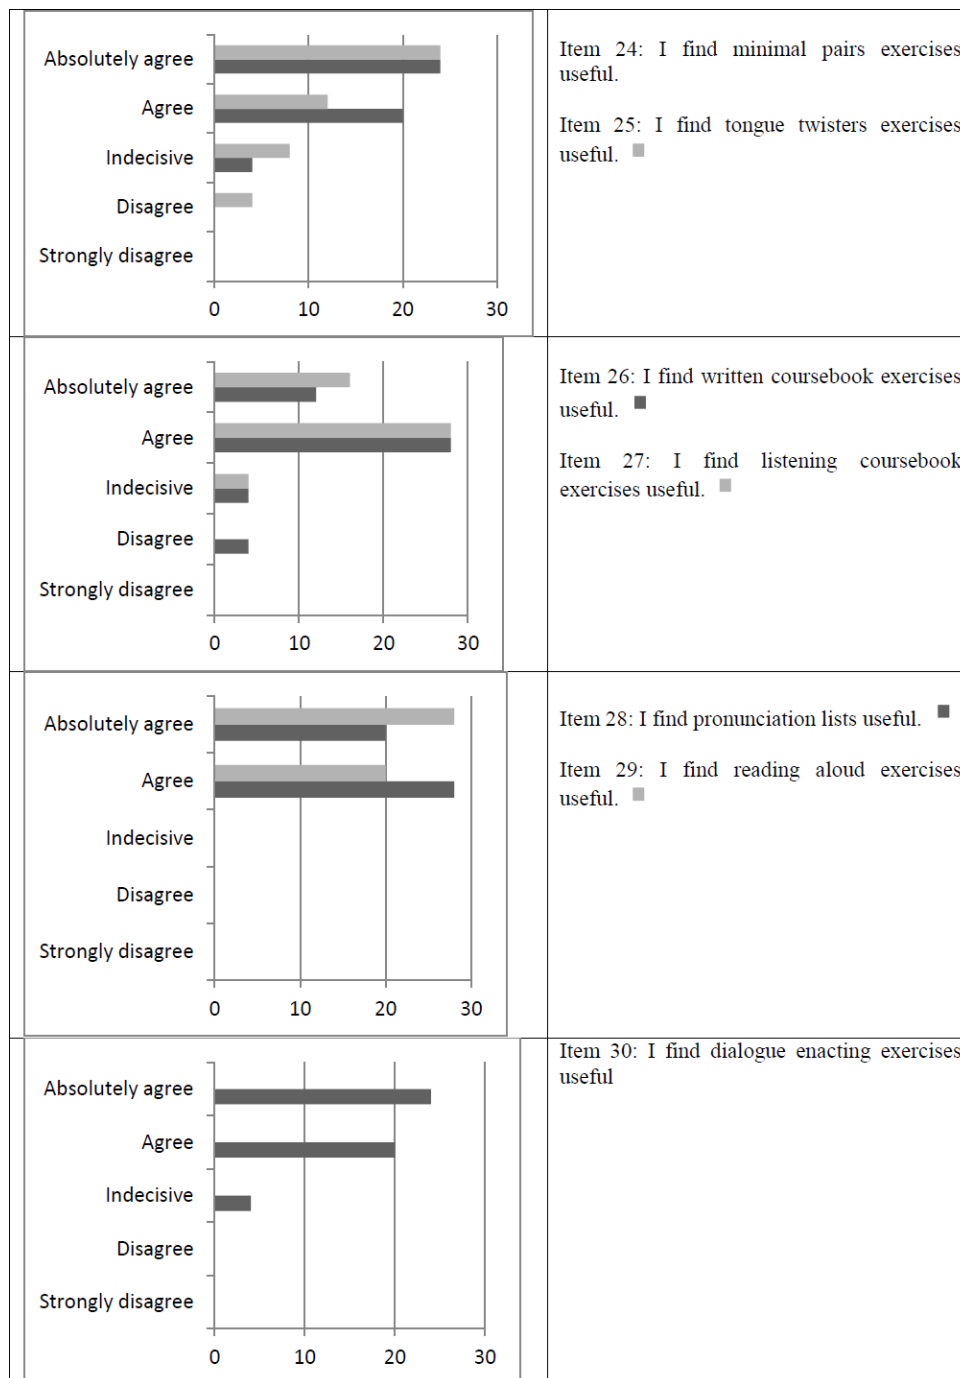 Absolutely agree
Agree
Indecisive
Disagree
Strongly disagree
0 10 20 30
Item 24: I find minimal pairs exercises
useful.
Item 25: I find tongue twisters exercises
useful.
Absolutely agree
Agree
Indecisive
Disagree
Strongly disagree
0 10 20 30
Item 26: I find written coursebook exercises
useful.
Item 27: I find listening coursebook
exercises useful.
Absolutely agree
Agree
Indecisive
Disagree
Strongly disagree
0 10 20 30
Item 28: I find pronunciation lists useful.
Item 29: I find reading aloud exercises
useful.
Absolutely agree
Agree
Indecisive
Disagree
Strongly disagree
0 10 20 30
Item 30: I find dialogue enacting exercises
useful